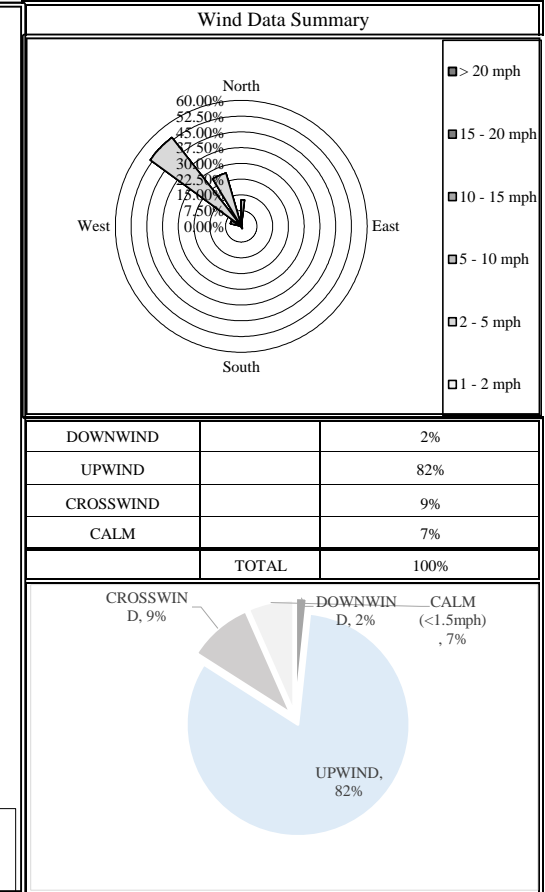 Wind Data Summary
North
60.00%
52.50%
45.00%
37.50%
30.00%
22.50%
15.00%
7.50%
0.00%
West
East
South
> 20 mph
15 - 20 mph
10 - 15 mph
5 - 10 mph
2 - 5 mph
1 - 2 mph
DOWNWIND 2%
UPWIND 82%
CROSSWIND 9%
CALM 7%
TOTAL 100%
CROSSWIN
D, 9%
DOWNWIN
D, 2%
CALM
(<1.5mph)
, 7%
UPWIND,
82%